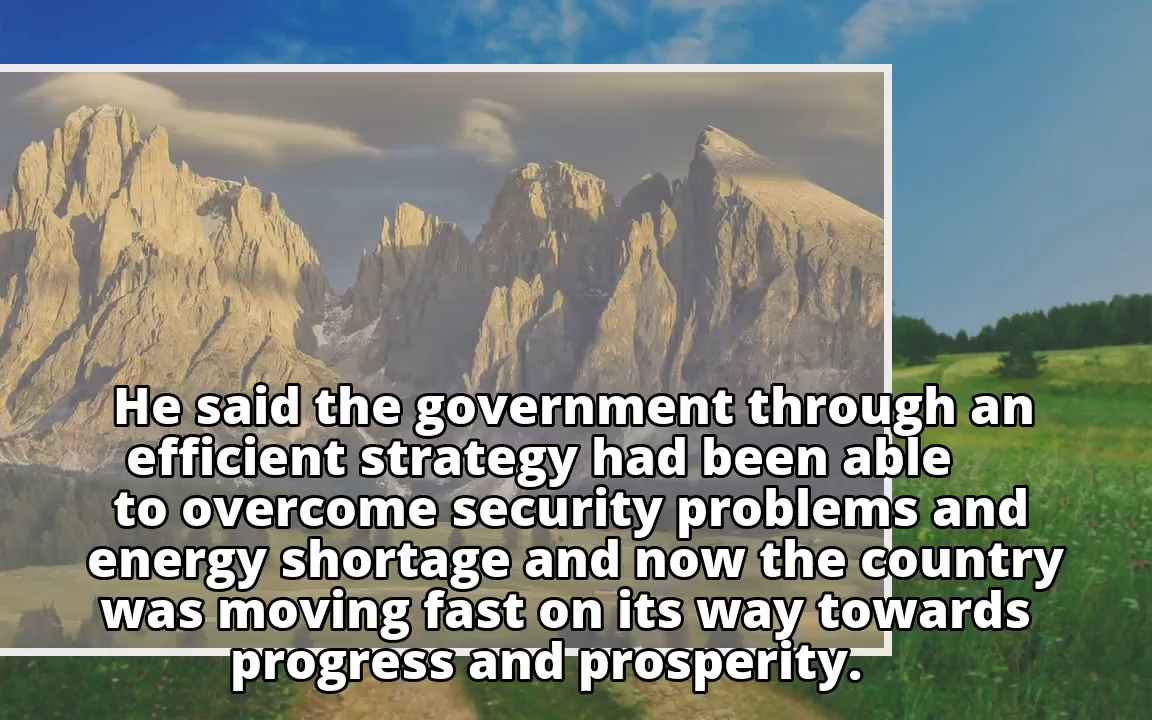 He said the government through an
efficient strategy had been able
to overcome security problems and
energy shortage and now the country
was moving fast on its way towards
progress and prosperity.